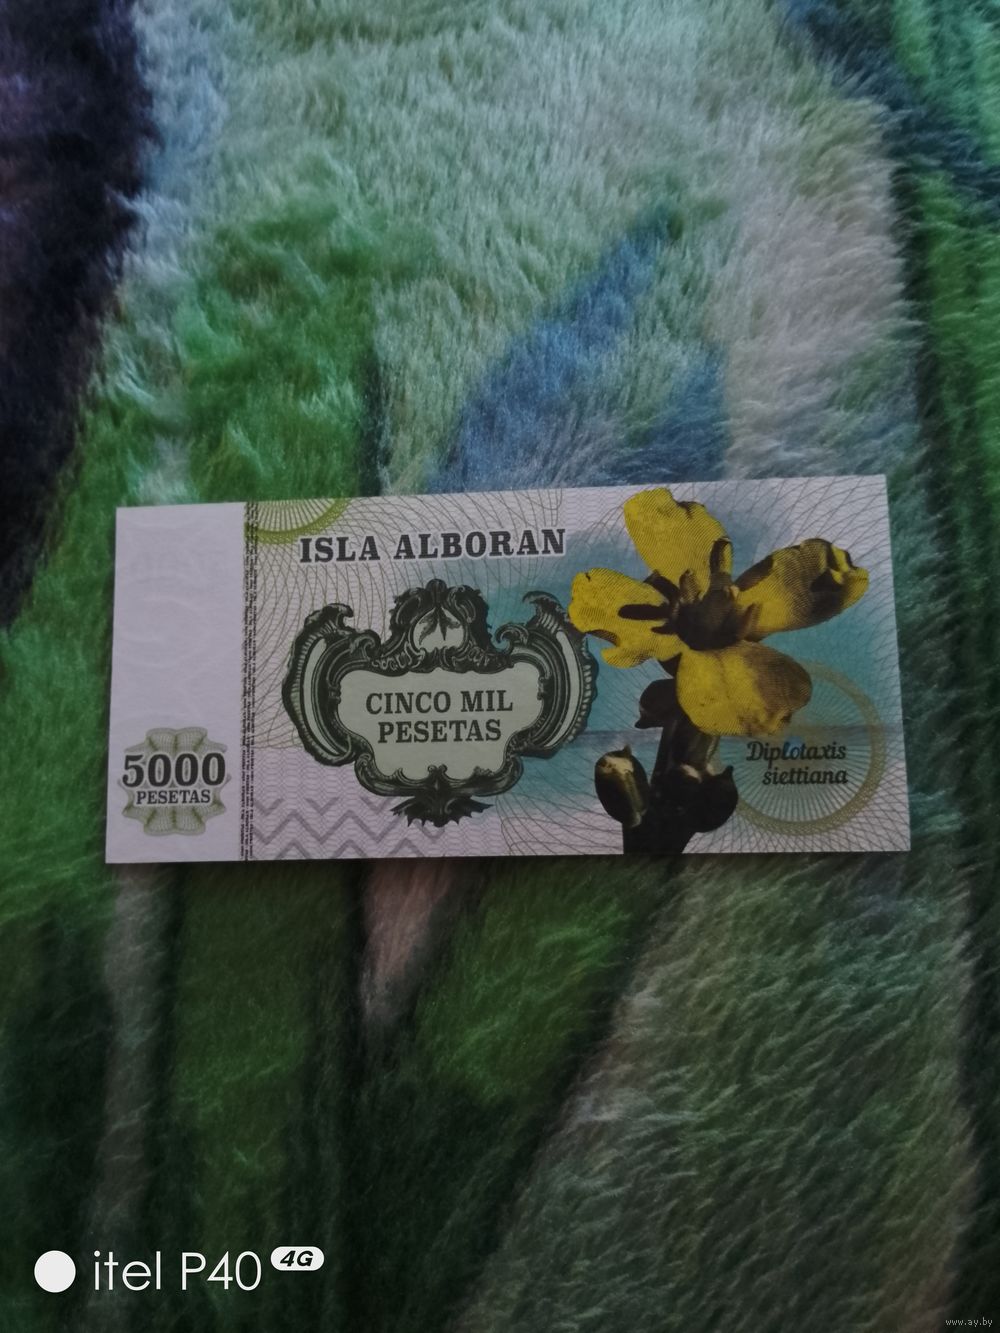 ISLA ALBORAN
CINCO MIL
PESETAS
5000
PESETAS
Diplotaxis
siettiana
itel P40 4G
www.ay.by